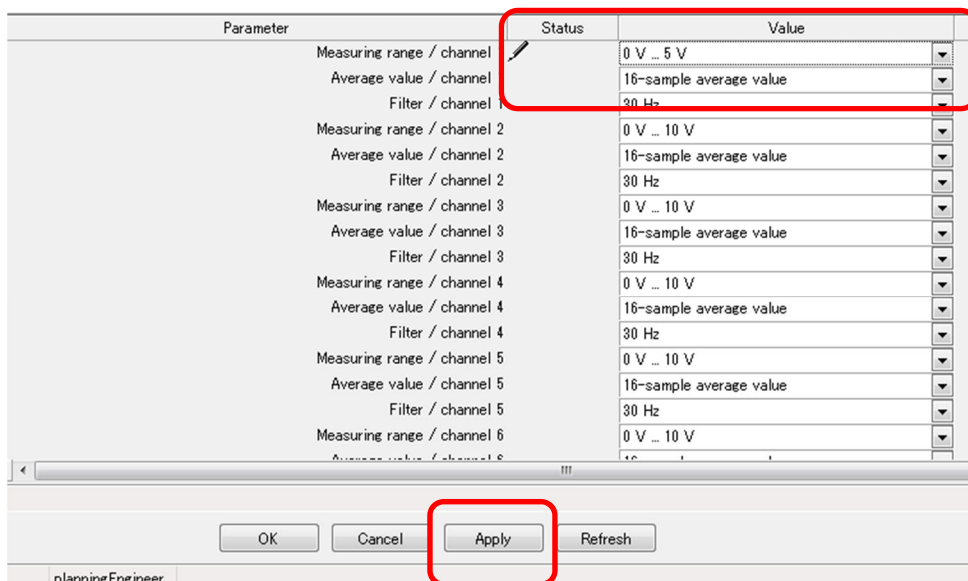 Parameter Status Value
Measuring range / channel 0 V ... 5 V
Average value / channel 16-sample average value
Filter / channel 1 30 Hz
Measuring range / channel 2 0 V ... 10 V
Average value / channel 2 16-sample average value
Filter / channel 2 30 Hz
Measuring range / channel 3 0 V ... 10 V
Average value / channel 3 16-sample average value
Filter / channel 3 30 Hz
Measuring range / channel 4 0 V ... 10 V
Average value / channel 4 16-sample average value
Filter / channel 4 30 Hz
Measuring range / channel 5 0 V ... 10 V
Average value / channel 5 16-sample average value
Filter / channel 5 30 Hz
Measuring range / channel 6 0 V ... 10 V
OK Cancel Apply Refresh
planningEngineer